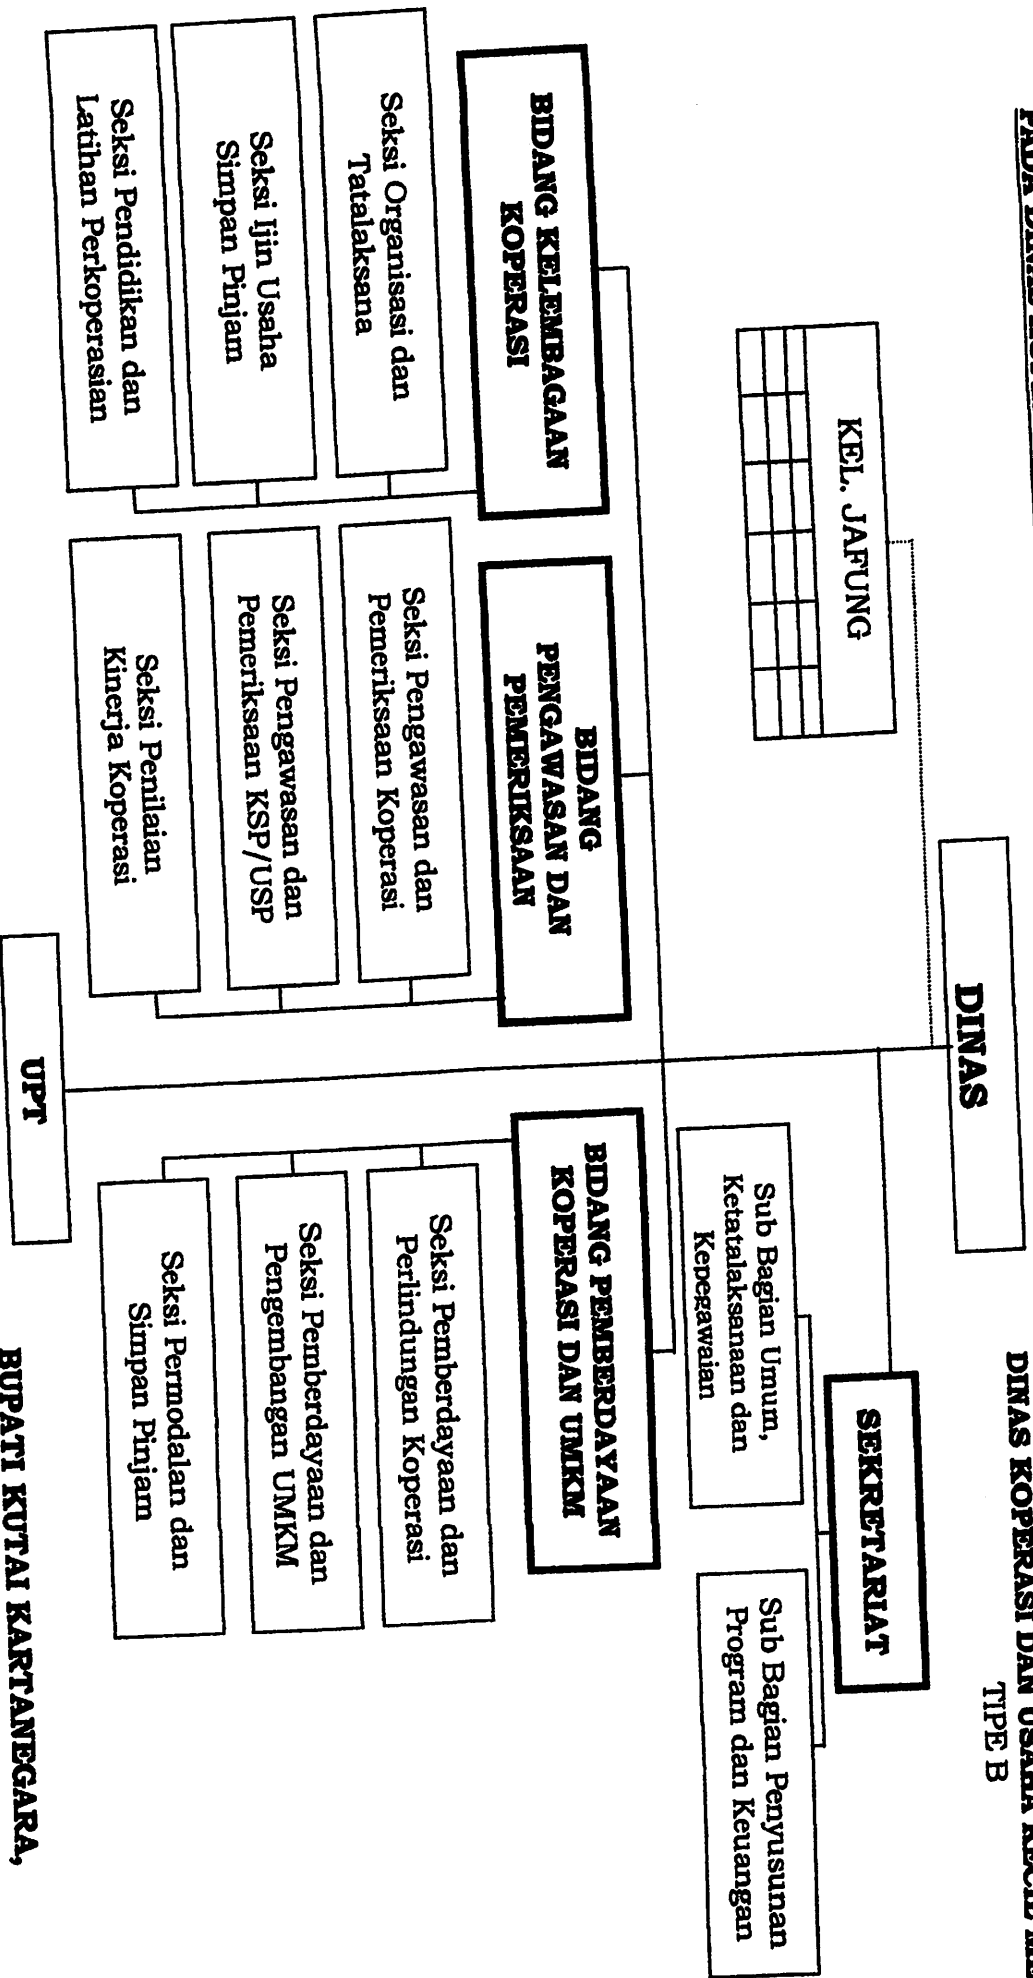 PADA DINAS
DINAS KOPERASI DAN USAHA KECIL
TIPE B
DINAS
KEL. JAFUNG
SEKRETARIAT
Sub Bagian Umum,
Ketatalaksanaan dan
Kepegawaian
Sub Bagian Penyusunan
Program dan Keuangan
BIDANG KELEMBAGAAN
KOPERASI
Seksi Organisasi dan
Tatalaksana
Seksi Ijin Usaha
Simpan Pinjam
Seksi Pendidikan dan
Latihan Perkoperasian
BIDANG
PENGAWASAN DAN
PEMERIKSAAN
Seksi Pengawasan dan
Pemeriksaan Koperasi
Seksi Pengawasan dan
Pemeriksaan KSP/USP
Seksi Penilaian
Kinerja Koperasi
BIDANG PEMBERDAYAAN
KOPERASI DAN UMKM
Seksi Pemberdayaan dan
Perlindungan Koperasi
Seksi Pemberdayaan dan
Pengembangan UMKM
Seksi Permodalan dan
Simpan Pinjam
UPT
BUPATI KUTAI KARTANEGARA,